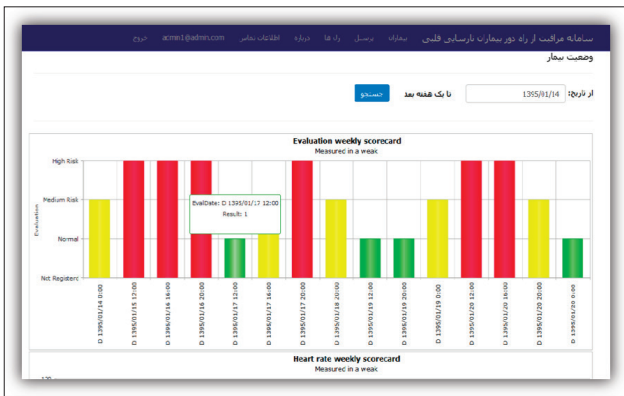 سامانه مراقبت از راه دور بیماران نارسایی قلبی بیماران پرسنل رل ها درباره اطلاعات تماس acmin1@admin.com خروج
وضعیت بیمار
از تاریخ: 1395/01/14 تا یک هفته بعد جستجو
Evaluation weekly scorecard
Measured in a weak
High Risk
Medium Risk
Normal
Not Registered
Evaluation
EvalDate: D 1395/01/17 12:00
Result: 1
D 1395/01/14 0:00
D 1395/01/15 12:00
D 1395/01/16 16:00
D 1395/01/16 20:00
D 1395/01/17 12:00
D 1395/01/17 16:00
D 1395/01/17 20:00
D 1395/01/18 20:00
D 1395/01/19 12:00
D 1395/01/19 20:00
D 1395/01/19 0:00
D 1395/01/20 12:00
D 1395/01/20 16:00
D 1395/01/20 20:00
D 1395/01/20 0:00
Heart rate weekly scorecard
Measured in a weak